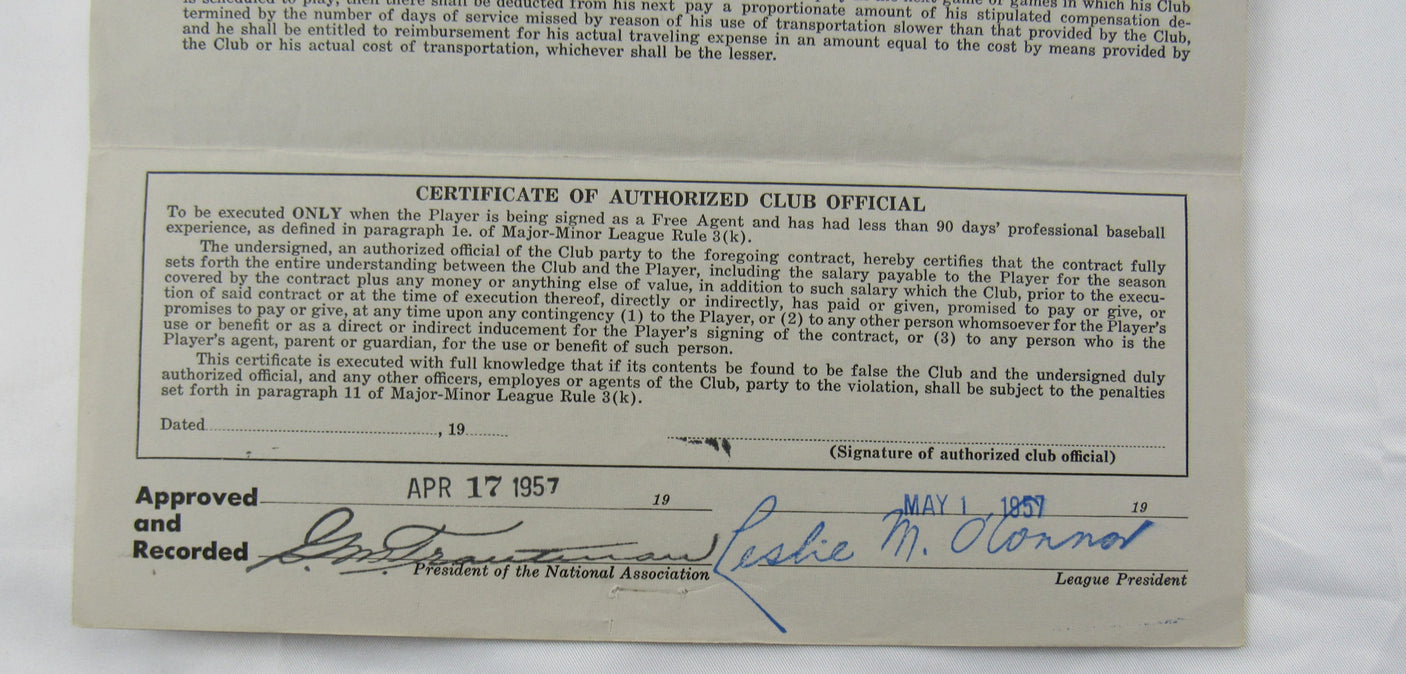 is scheduled to play, then there shall be deducted from his next pay a proportionate amount of his stipulated compensation de-
termined by the number of days of service missed by reason of his use of transportation slower than that provided by the Club,
and he shall be entitled to reimbursement for his actual traveling expense in an amount equal to the cost by means provided by
the Club or his actual cost of transportation, whichever shall be the lesser.
CERTIFICATE OF AUTHORIZED CLUB OFFICIAL
To be executed ONLY when the Player is being signed as a Free Agent and has had less than 90 days' professional baseball
experience, as defined in paragraph 1e. of Major-Minor League Rule 3(k).
The undersigned, an authorized official of the Club party to the foregoing contract, hereby certifies that the contract fully
sets forth the entire understanding between the Club and the Player, including the salary payable to the Player for the season
covered by the contract plus any money or anything else of value, in addition to such salary which the Club, prior to the execu-
tion of said contract or at the time of execution thereof, directly or indirectly, has paid or given, promised to pay or give, or
promises to pay or give, at any time upon any contingency (1) to the Player, or (2) to any other person whomsoever for the Player's
use or benefit or as a direct or indirect inducement for the Player's signing of the contract, or (3) to any person who is the
Player's agent, parent or guardian, for the use or benefit of such person.
This certificate is executed with full knowledge that if its contents be found to be false the Club and the undersigned duly
authorized official, and any other officers, employes or agents of the Club, party to the violation, shall be subject to the penalties
set forth in paragraph 11 of Major-Minor League Rule 3(k).
Dated , 19
(Signature of authorized club official)
Approved APR 17 1957 19 MAY 1 1957 19
and
Recorded G. M. Trautman Leslie M. O'Connor
President of the National Association League President